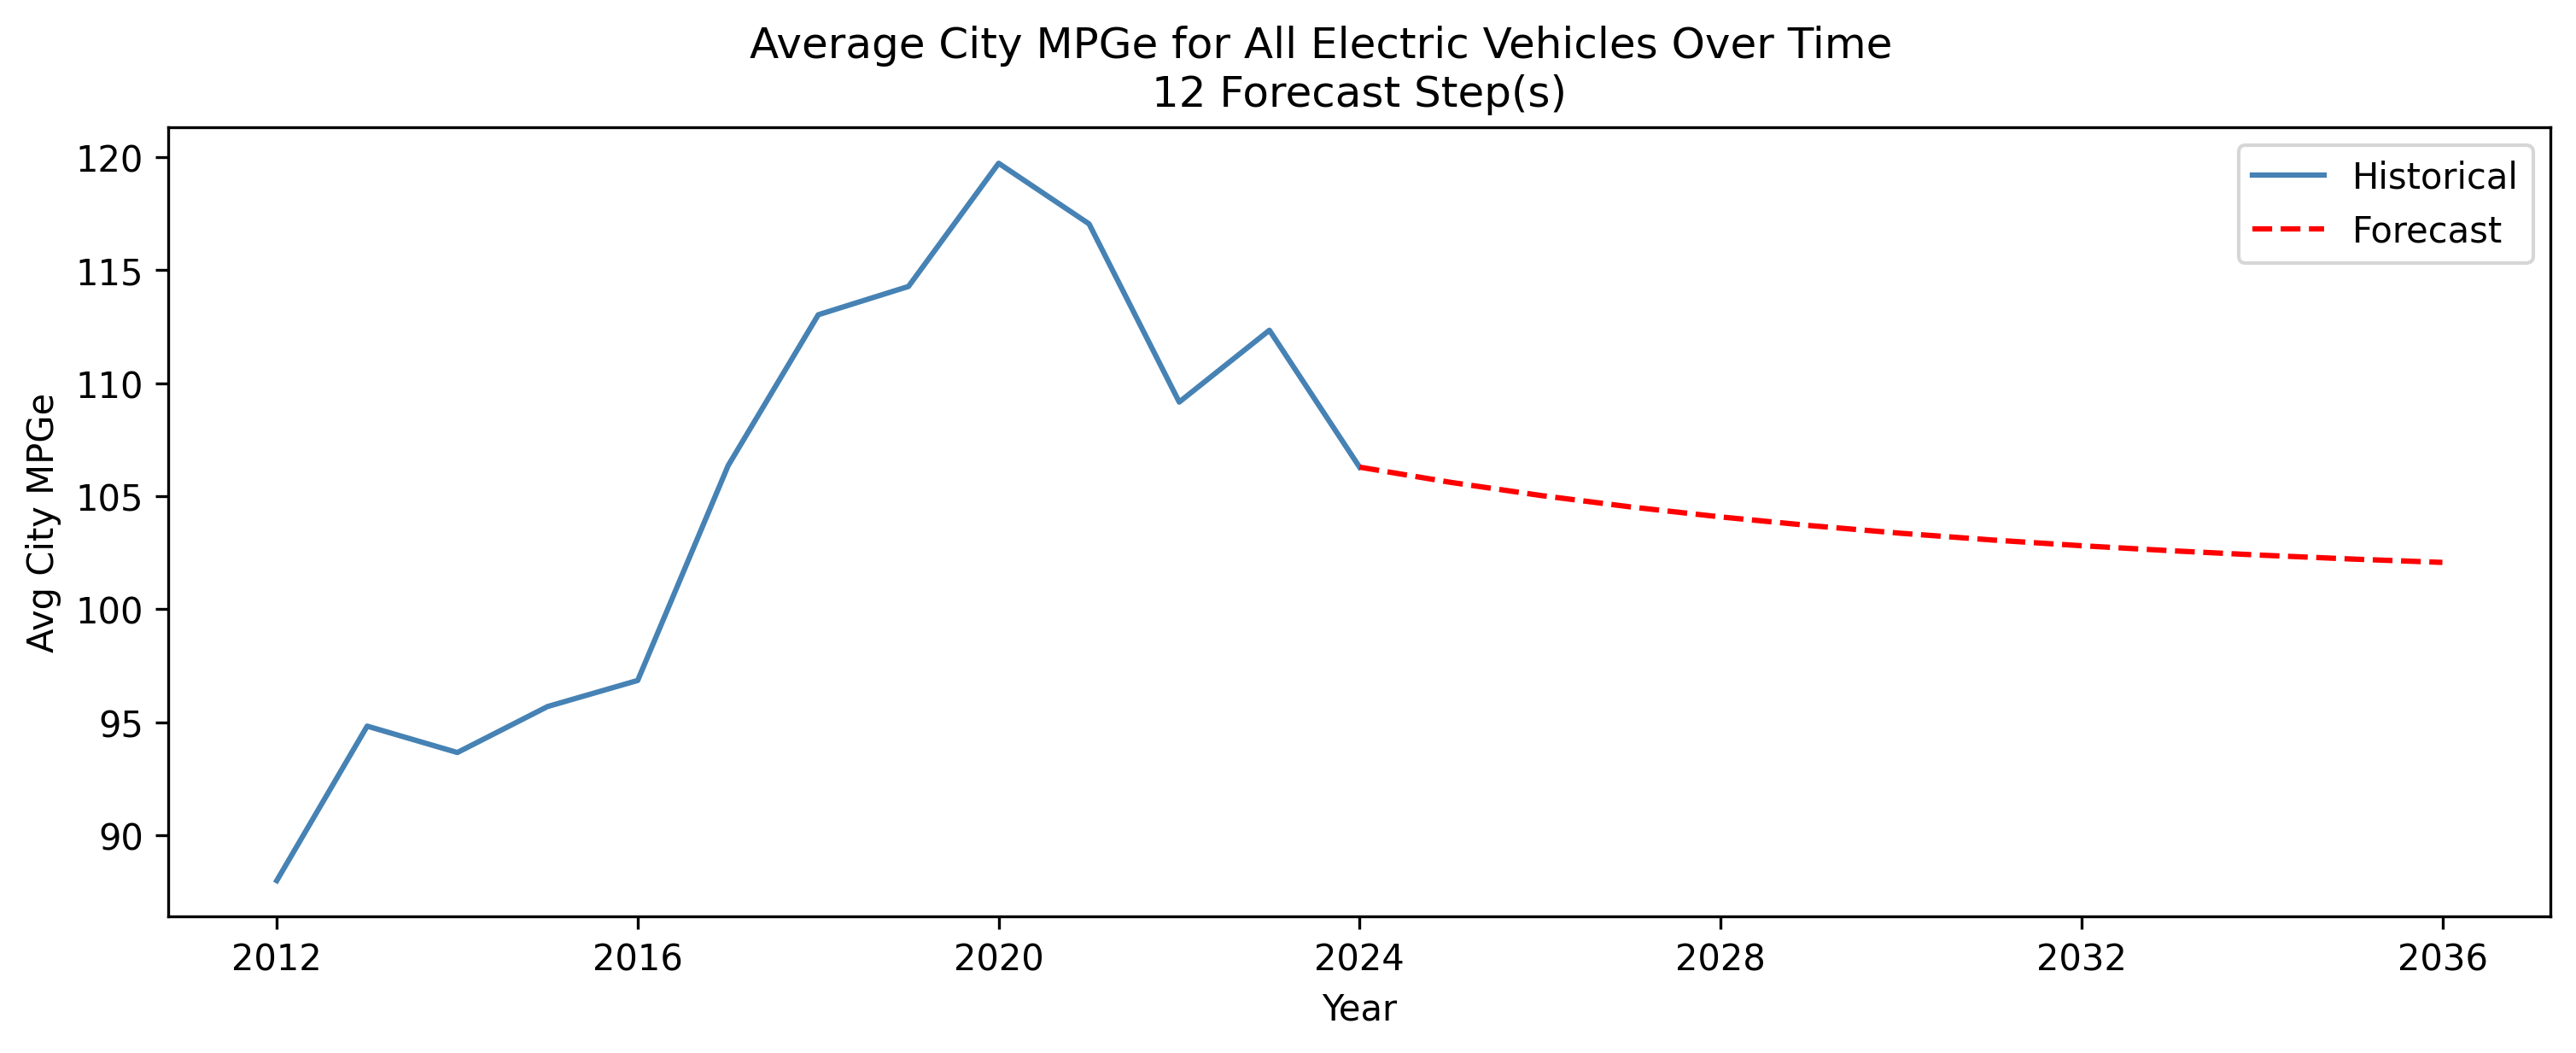 Average City MPGe for All Electric Vehicles Over Time
12 Forecast Step(s)
Historical
Forecast
120
115
110
105
100
95
90
Avg City MPGe
2012 2016 2020 2024 2028 2032 2036
Year